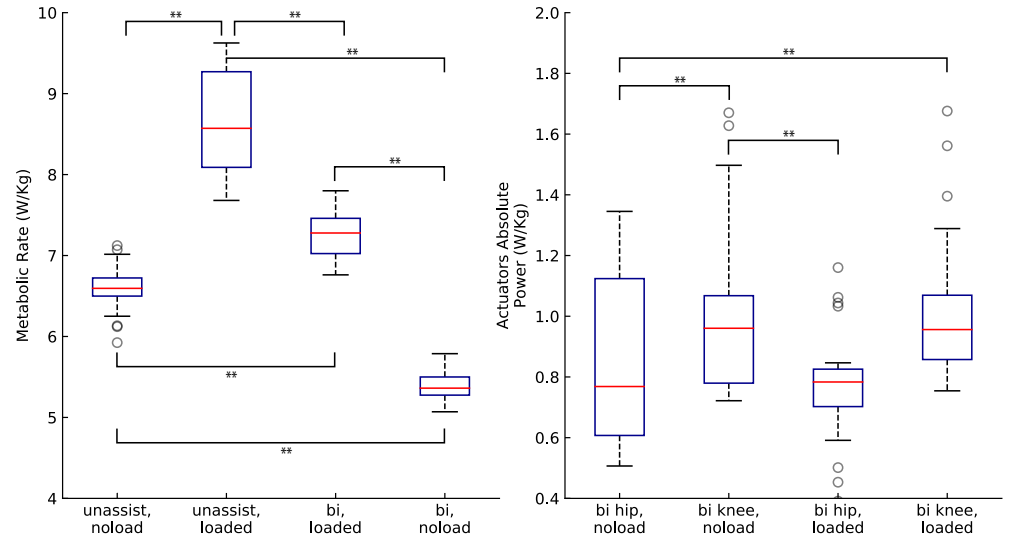 10
9
8
7
6
5
4
Metabolic Rate (W/Kg)
**
**
**
**
**
**
unassist,
noload
unassist,
loaded
bi,
loaded
bi,
noload
2.0
1.8
1.6
1.4
1.2
1.0
0.8
0.6
0.4
Actuators Absolute
Power (W/Kg)
**
**
**
bi hip,
noload
bi knee,
noload
bi hip,
loaded
bi knee,
loaded